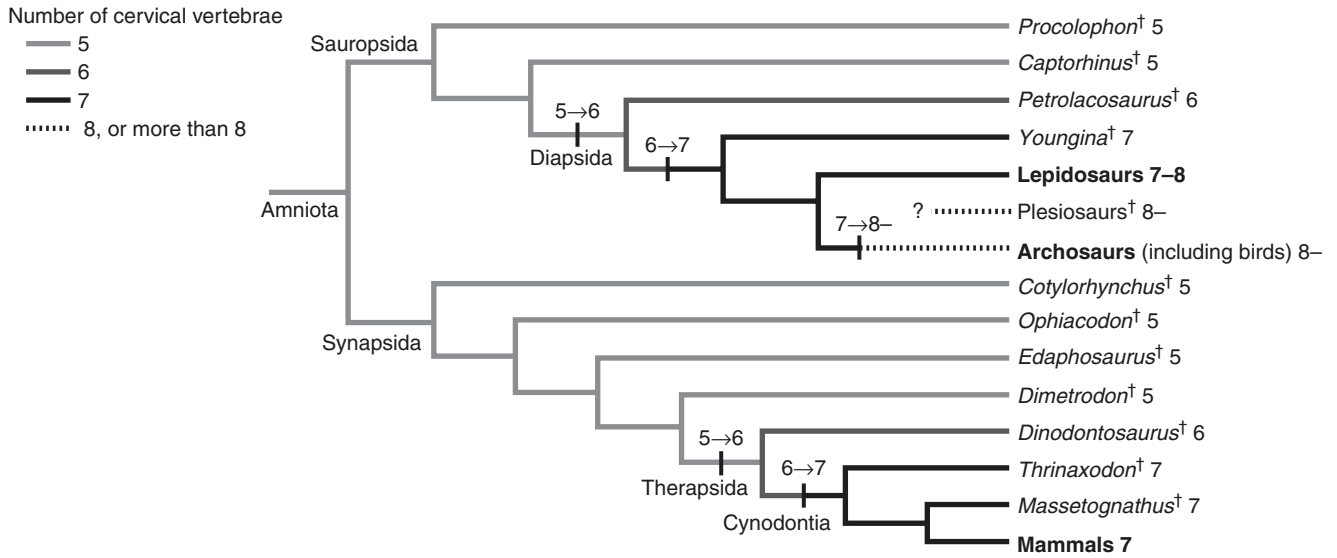 Number of cervical vertebrae
5
6
7
8, or more than 8
Sauropsida
Procolophon† 5
Captorhinus† 5
5→6
Petrolacosaurus† 6
Diapsida
6→7
Youngina† 7
Lepidosaurs 7–8
Amniota
? Plesiosaurs† 8–
7→8–
Archosaurs (including birds) 8–
Cotylorhynchus† 5
Synapsida
Ophiacodon† 5
Edaphosaurus† 5
Dimetrodon† 5
5→6
Dinodontosaurus† 6
Therapsida
6→7
Thrinaxodon† 7
Cynodontia
Massetognathus† 7
Mammals 7